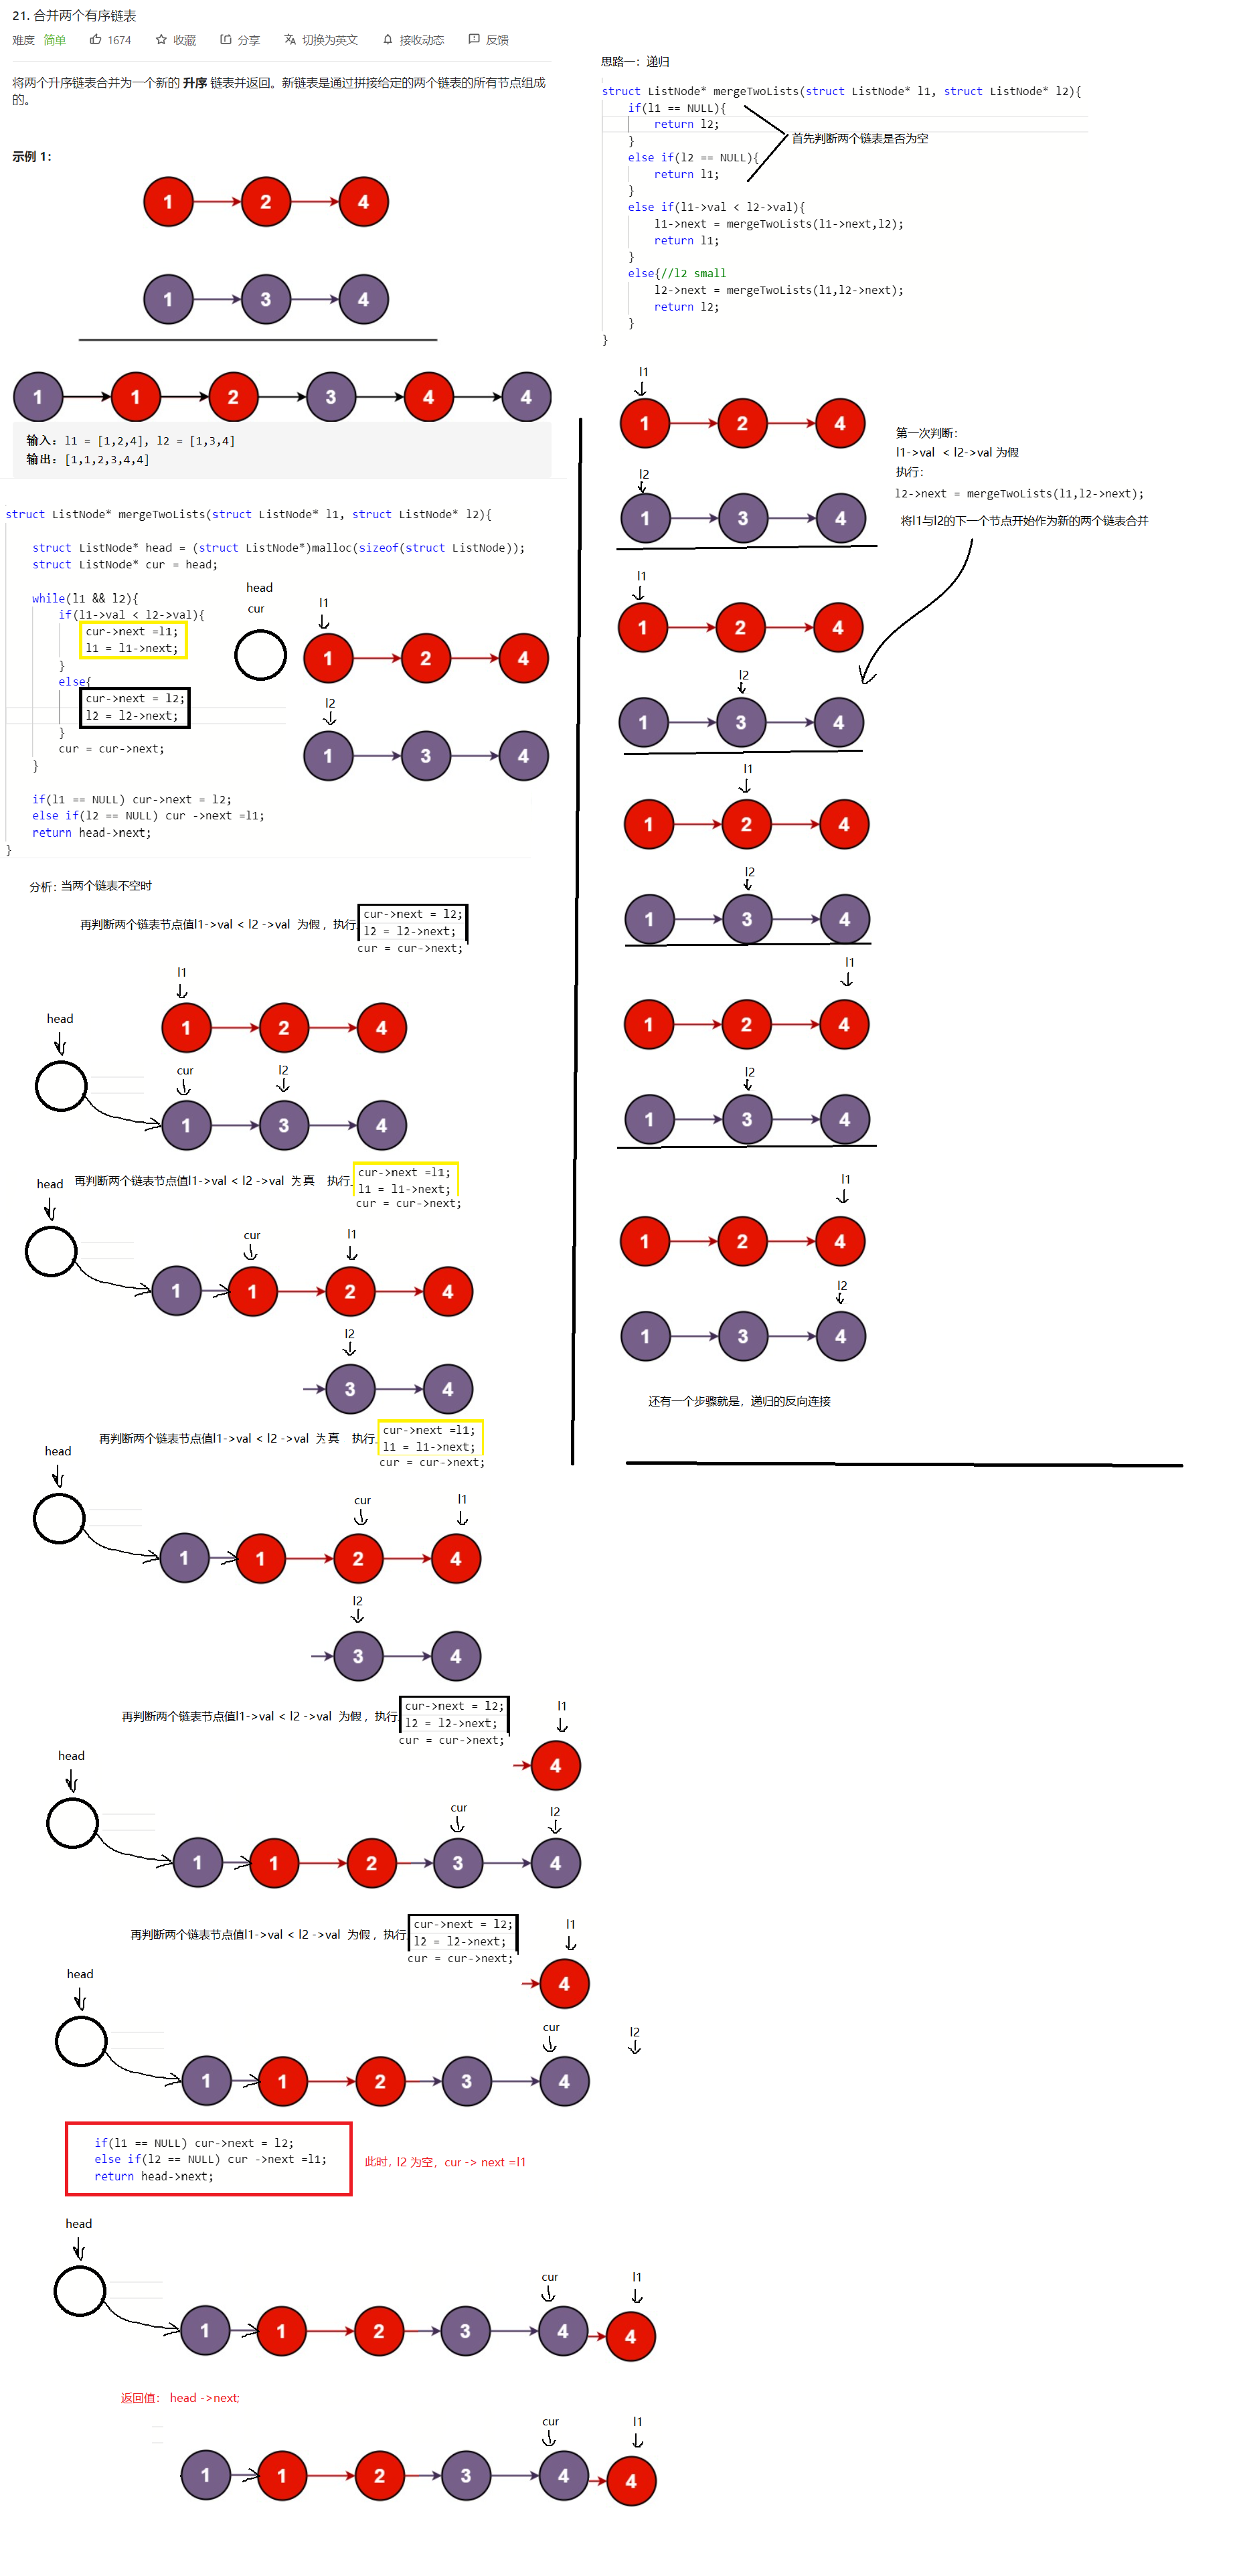 21. 合并两个有序链表
难度 简单 1674 收藏 分享 切换为英文 接收动态 反馈
将两个升序链表合并为一个新的 升序 链表并返回。新链表是通过拼接给定的两个链表的所有节点组成
的。
示例 1：
1 2 4
1 3 4
1 1 2 3 4 4
输入：l1 = [1,2,4], l2 = [1,3,4]
输出：[1,1,2,3,4,4]
struct ListNode* mergeTwoLists(struct ListNode* l1, struct ListNode* l2){
struct ListNode* head = (struct ListNode*)malloc(sizeof(struct ListNode));
struct ListNode* cur = head;
while(l1 && l2){
if(l1->val < l2->val){
cur->next =l1;
l1 = l1->next;
}
else{
cur->next = l2;
l2 = l2->next;
}
cur = cur->next;
}
if(l1 == NULL) cur->next = l2;
else if(l2 == NULL) cur ->next =l1;
return head->next;
}
head
cur
l1
1 2 4
l2
1 3 4
分析：当两个链表不空时
再判断两个链表节点值l1->val < l2 ->val 为假，执行
cur->next = l2;
l2 = l2->next;
cur = cur->next;
l1
1 2 4
head
cur l2
1 3 4
再判断两个链表节点值l1->val < l2 ->val 为真 执行
cur->next =l1;
l1 = l1->next;
cur = cur->next;
head
cur l1
1 1 2 4
l2
3 4
再判断两个链表节点值l1->val < l2 ->val 为真 执行
cur->next =l1;
l1 = l1->next;
cur = cur->next;
head
cur l1
1 1 2 4
l2
3 4
再判断两个链表节点值l1->val < l2 ->val 为假，执行
cur->next = l2;
l2 = l2->next;
cur = cur->next;
l1
4
head
cur l2
1 1 2 3 4
再判断两个链表节点值l1->val < l2 ->val 为假，执行
cur->next = l2;
l2 = l2->next;
cur = cur->next;
l1
4
head
cur l2
1 1 2 3 4
if(l1 == NULL) cur->next = l2;
else if(l2 == NULL) cur ->next =l1;
return head->next;
此时，l2 为空，cur -> next =l1
head
cur l1
1 1 2 3 4 4
返回值： head ->next;
cur l1
1 1 2 3 4 4
思路一：递归
struct ListNode* mergeTwoLists(struct ListNode* l1, struct ListNode* l2){
if(l1 == NULL){
return l2;
}
else if(l2 == NULL){
return l1;
}
else if(l1->val < l2->val){
l1->next = mergeTwoLists(l1->next,l2);
return l1;
}
else{//l2 small
l2->next = mergeTwoLists(l1,l2->next);
return l2;
}
}
首先判断两个链表是否为空
l1
1 2 4
l2
1 3 4
第一次判断：
l1->val < l2->val 为假
执行：
l2->next = mergeTwoLists(l1,l2->next);
将l1与l2的下一个节点开始作为新的两个链表合并
l1
1 2 4
l2
1 3 4
l1
1 2 4
l2
1 3 4
l1
1 2 4
l2
1 3 4
l1
1 2 4
l2
1 3 4
还有一个步骤就是，递归的反向连接